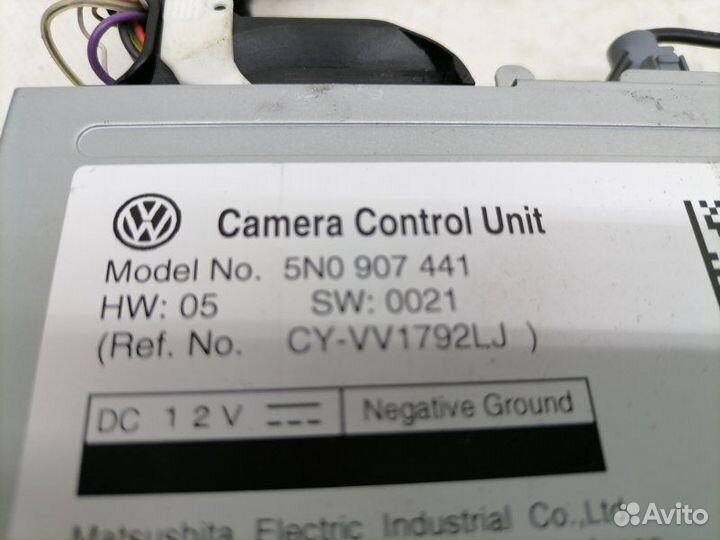 Camera Control Unit
Model No. 5N0 907 441
HW: 05 SW: 0021
(Ref. No. CY-VV1792LJ )
DC 12V Negative Ground
Matsushita Electric Industrial Co.,Ltd
Avito